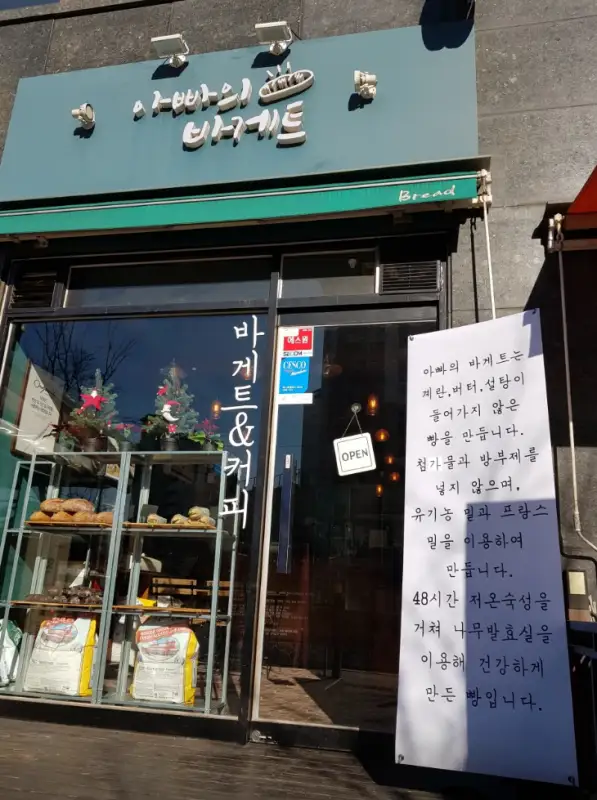 아빠의
바게트
Bread
바게트&커피
에스원
SECOM
CESCO
OPEN
아빠의 바게트는
계란,버터,설탕이
들어가지 않은
빵을 만듭니다.
첨가물과 방부제를
넣지 않으며,
유기농 밀과 프랑스
밀을 이용하여
만듭니다.
48시간 저온숙성을
거쳐 나무발효실을
이용해 건강하게
만든 빵입니다.